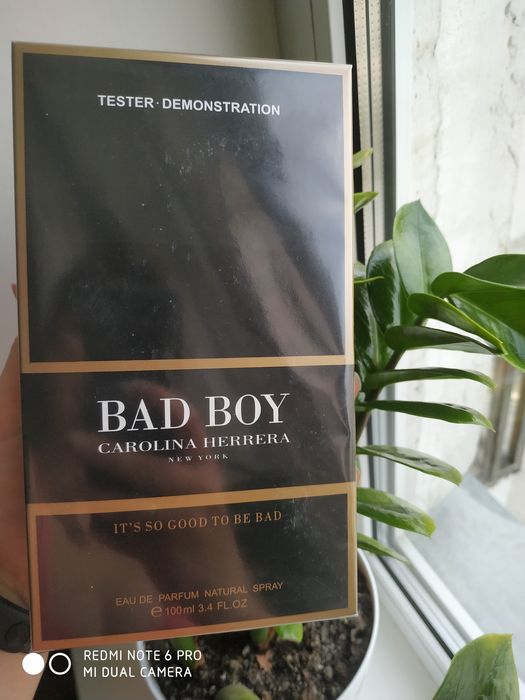 TESTER · DEMONSTRATION
BAD BOY
CAROLINA HERRERA
NEW YORK
IT'S SO GOOD TO BE BAD
EAU DE PARFUM NATURAL SPRAY
℮ 100ml 3.4 FL.OZ
REDMI NOTE 6 PRO
MI DUAL CAMERA